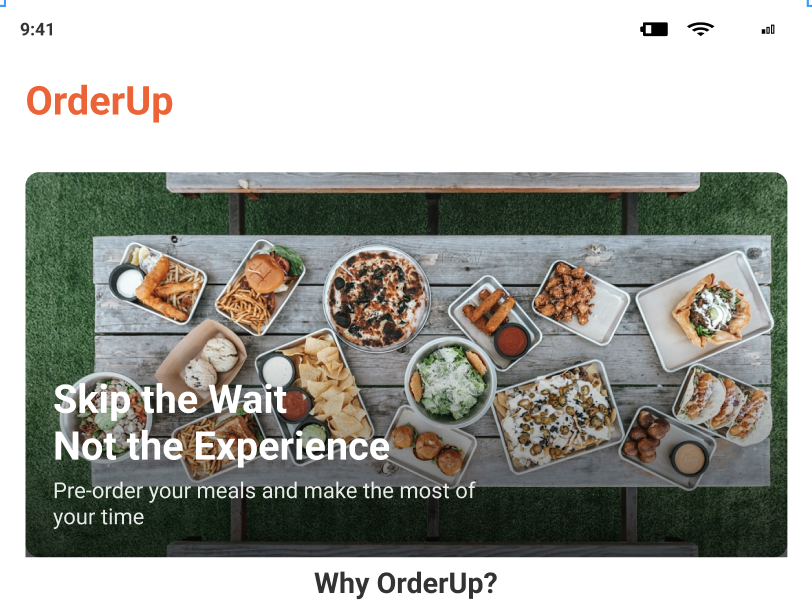 9:41
OrderUp
Skip the Wait
Not the Experience
Pre-order your meals and make the most of
your time
Why OrderUp?